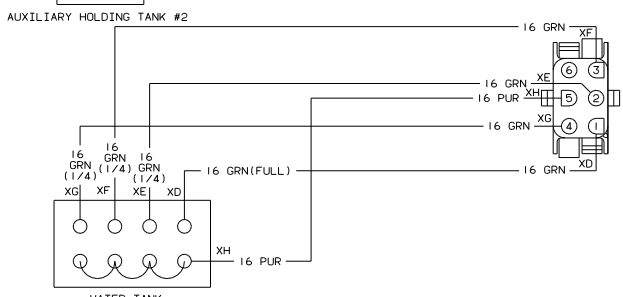 AUXILIARY HOLDING TANK #2
16 GRN XF
6 3
16 GRN XE
16 PUR XH 5 2
16 GRN XG 4 1
16 GRN (1/4)
16 GRN (1/4)
16 GRN (1/4)
16 GRN(FULL)
16 GRN XD
XG XF XE XD
XH
16 PUR
WATER TANK